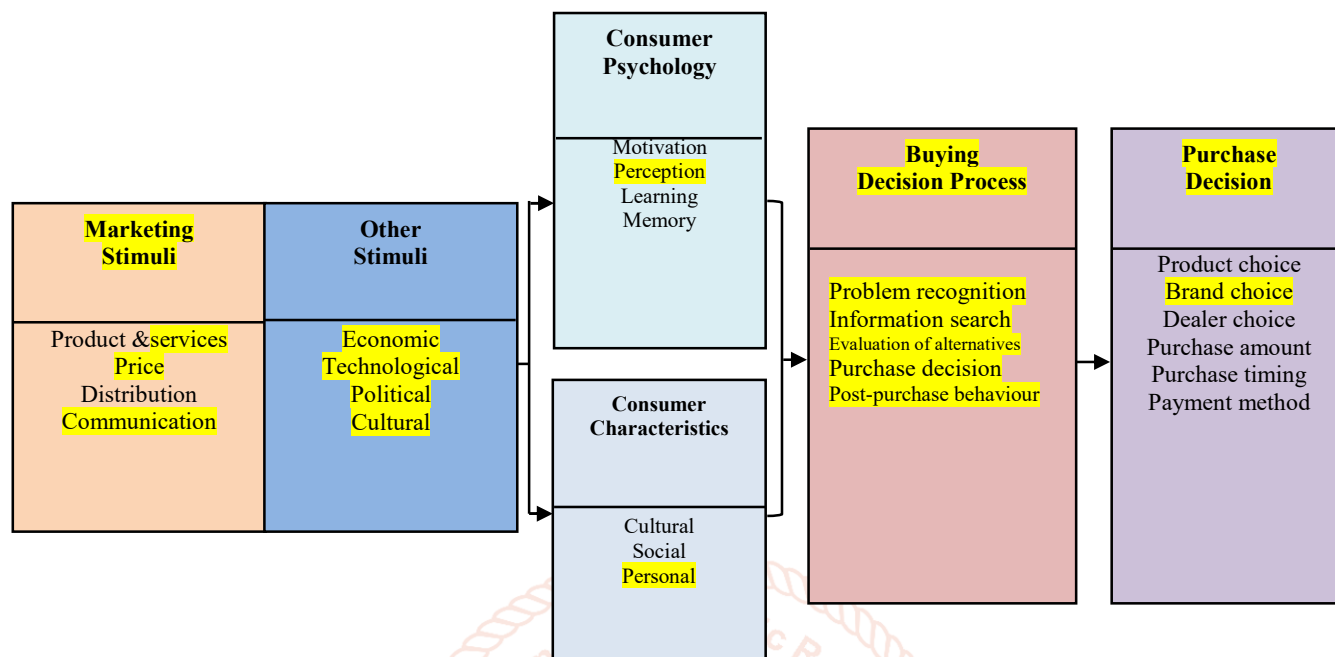 Marketing
Stimuli
Product &services
Price
Distribution
Communication
Other
Stimuli
Economic
Technological
Political
Cultural
Consumer
Psychology
Motivation
Perception
Learning
Memory
Consumer
Characteristics
Cultural
Social
Personal
Buying
Decision Process
Problem recognition
Information search
Evaluation of alternatives
Purchase decision
Post-purchase behaviour
Purchase
Decision
Product choice
Brand choice
Dealer choice
Purchase amount
Purchase timing
Payment method